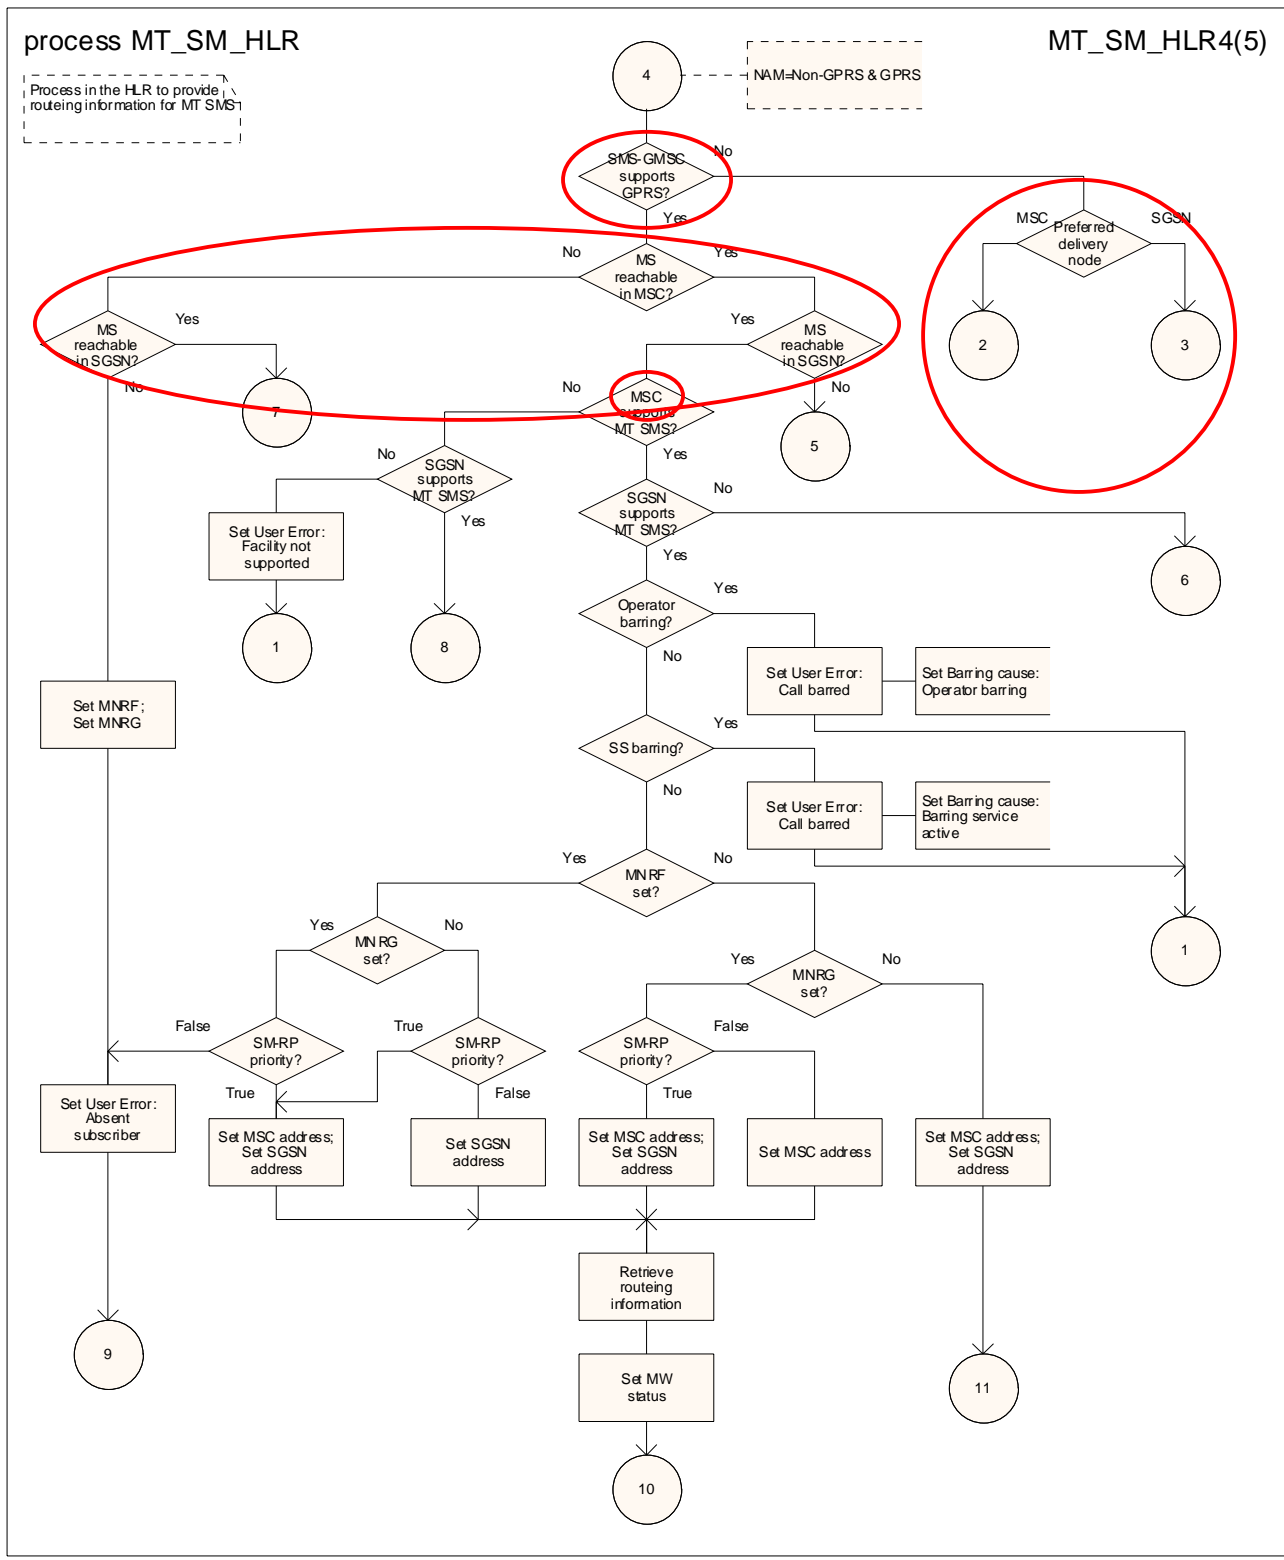 process MT_SM_HLR
MT_SM_HLR4(5)
Process in the HLR to provide
routeing information for MT SMS
4
NAM=Non-GPRS & GPRS
SMS-GMSC
supports
GPRS?
No
Yes
MSC
SGSN
Preferred
delivery
node
2
3
No
Yes
MS
reachable
in MSC?
MS
reachable
in SGSN?
Yes
No
7
Yes
MS
reachable
in SGSN?
No
5
No
MSC
supports
MT SMS?
Yes
No
SGSN
supports
MT SMS?
Yes
SGSN
supports
MT SMS?
No
Yes
6
Set User Error:
Facility not
supported
1
8
Operator
barring?
Yes
No
Set User Error:
Call barred
Set Barring cause:
Operator barring
Set MNRF;
Set MNRG
SS barring?
Yes
No
Set User Error:
Call barred
Set Barring cause:
Barring service
active
Yes
MNRF
set?
No
1
Yes
MNRG
set?
No
Yes
MNRG
set?
No
False
SM-RP
priority?
True
True
SM-RP
priority?
False
SM-RP
priority?
False
True
Set User Error:
Absent
subscriber
Set MSC address;
Set SGSN
address
Set SGSN
address
Set MSC address;
Set SGSN
address
Set MSC address
Set MSC address;
Set SGSN
address
Retrieve
routeing
information
Set MW
status
9
10
11